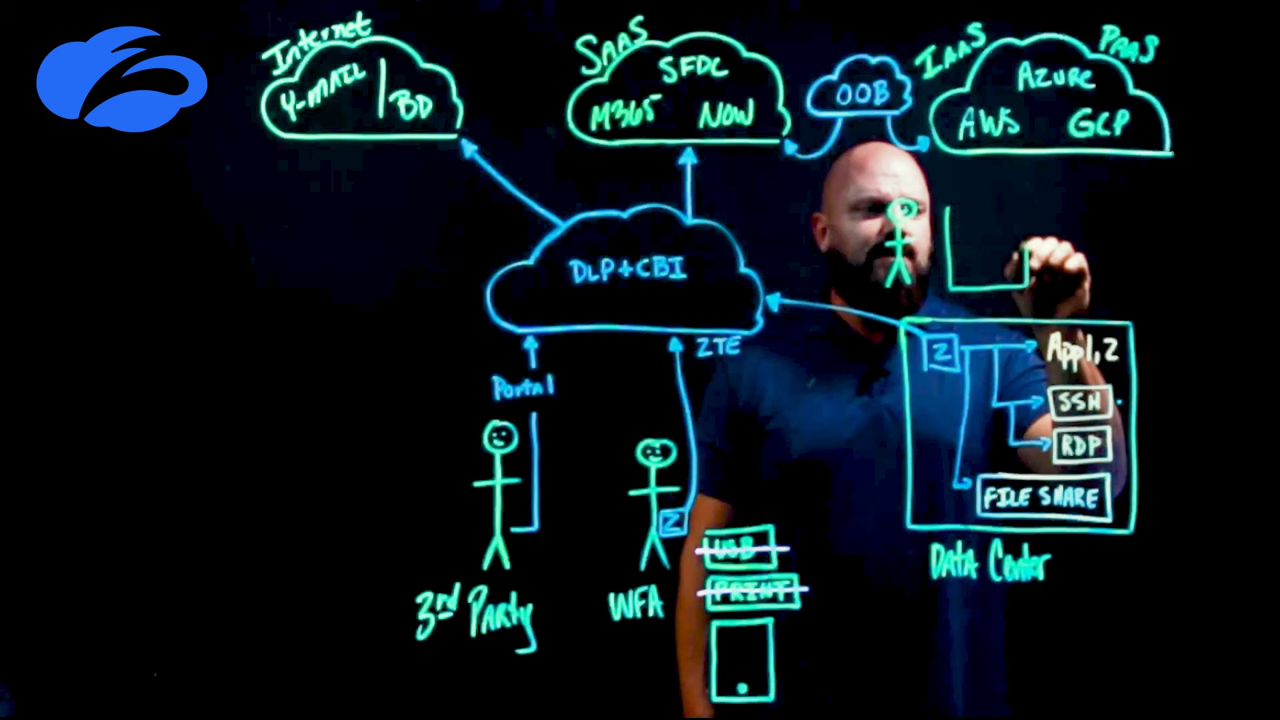 Internet
Y-MAIL / BD
SAAS
SFDC
M365 NOW
OOB
IAAS
PAAS
AZURE
AWS GCP
DLP+CBI
ZTE
Portal
Z
App1,2
SSH
RDP
FILE SHARE
DATA Center
Z
USB
PRINT
3rd PARTY
WFA